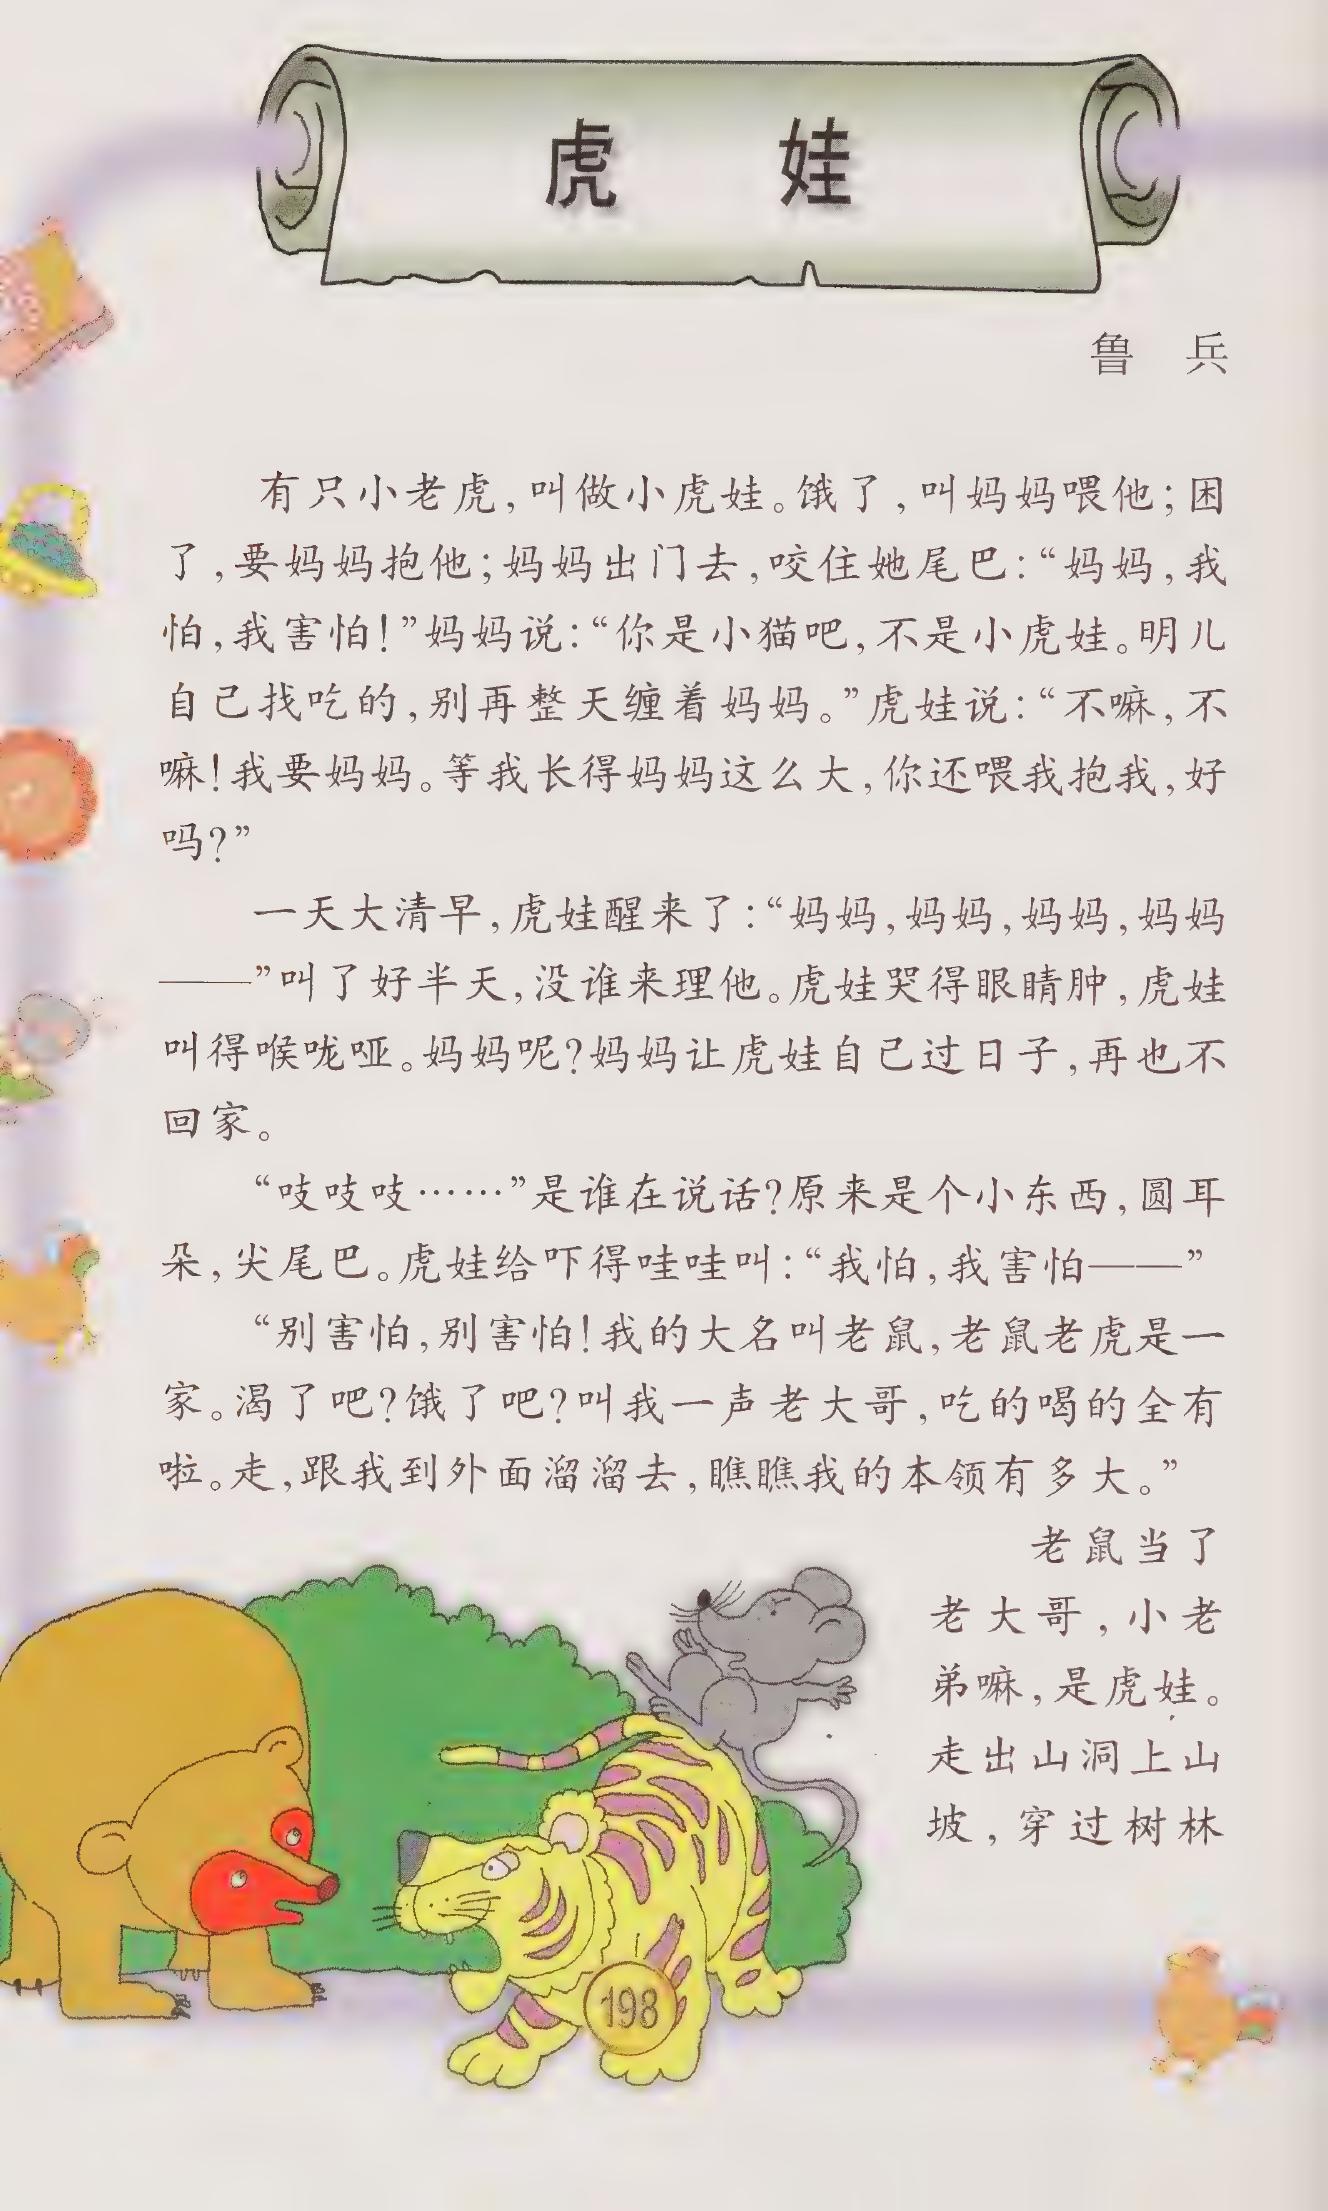 虎 娃
鲁 兵
有只小老虎,叫做小虎娃。饿了,叫妈妈喂他;困
了,要妈妈抱他;妈妈出门去,咬住她尾巴:“妈妈,我
怕,我害怕!”妈妈说:“你是小猫吧,不是小虎娃。明儿
自己找吃的,别再整天缠着妈妈。”虎娃说:“不嘛,不
嘛!我要妈妈。等我长得妈妈这么大,你还喂我抱我,好
吗?”
一天大清早,虎娃醒来了:“妈妈,妈妈,妈妈,妈妈
——”叫了好半天,没谁来理他。虎娃哭得眼睛肿,虎娃
叫得喉咙哑。妈妈呢?妈妈让虎娃自己过日子,再也不
回家。
“吱吱吱……”是谁在说话?原来是个小东西,圆耳
朵,尖尾巴。虎娃给吓得哇哇叫:“我怕,我害怕——”
“别害怕,别害怕!我的大名叫老鼠,老鼠老虎是一
家。渴了吧?饿了吧?叫我一声老大哥,吃的喝的全有
啦。走,跟我到外面溜溜去,瞧瞧我的本领有多大。”
老鼠当了
老大哥,小老
弟嘛,是虎娃。
走出山洞上山
坡,穿过树林
198